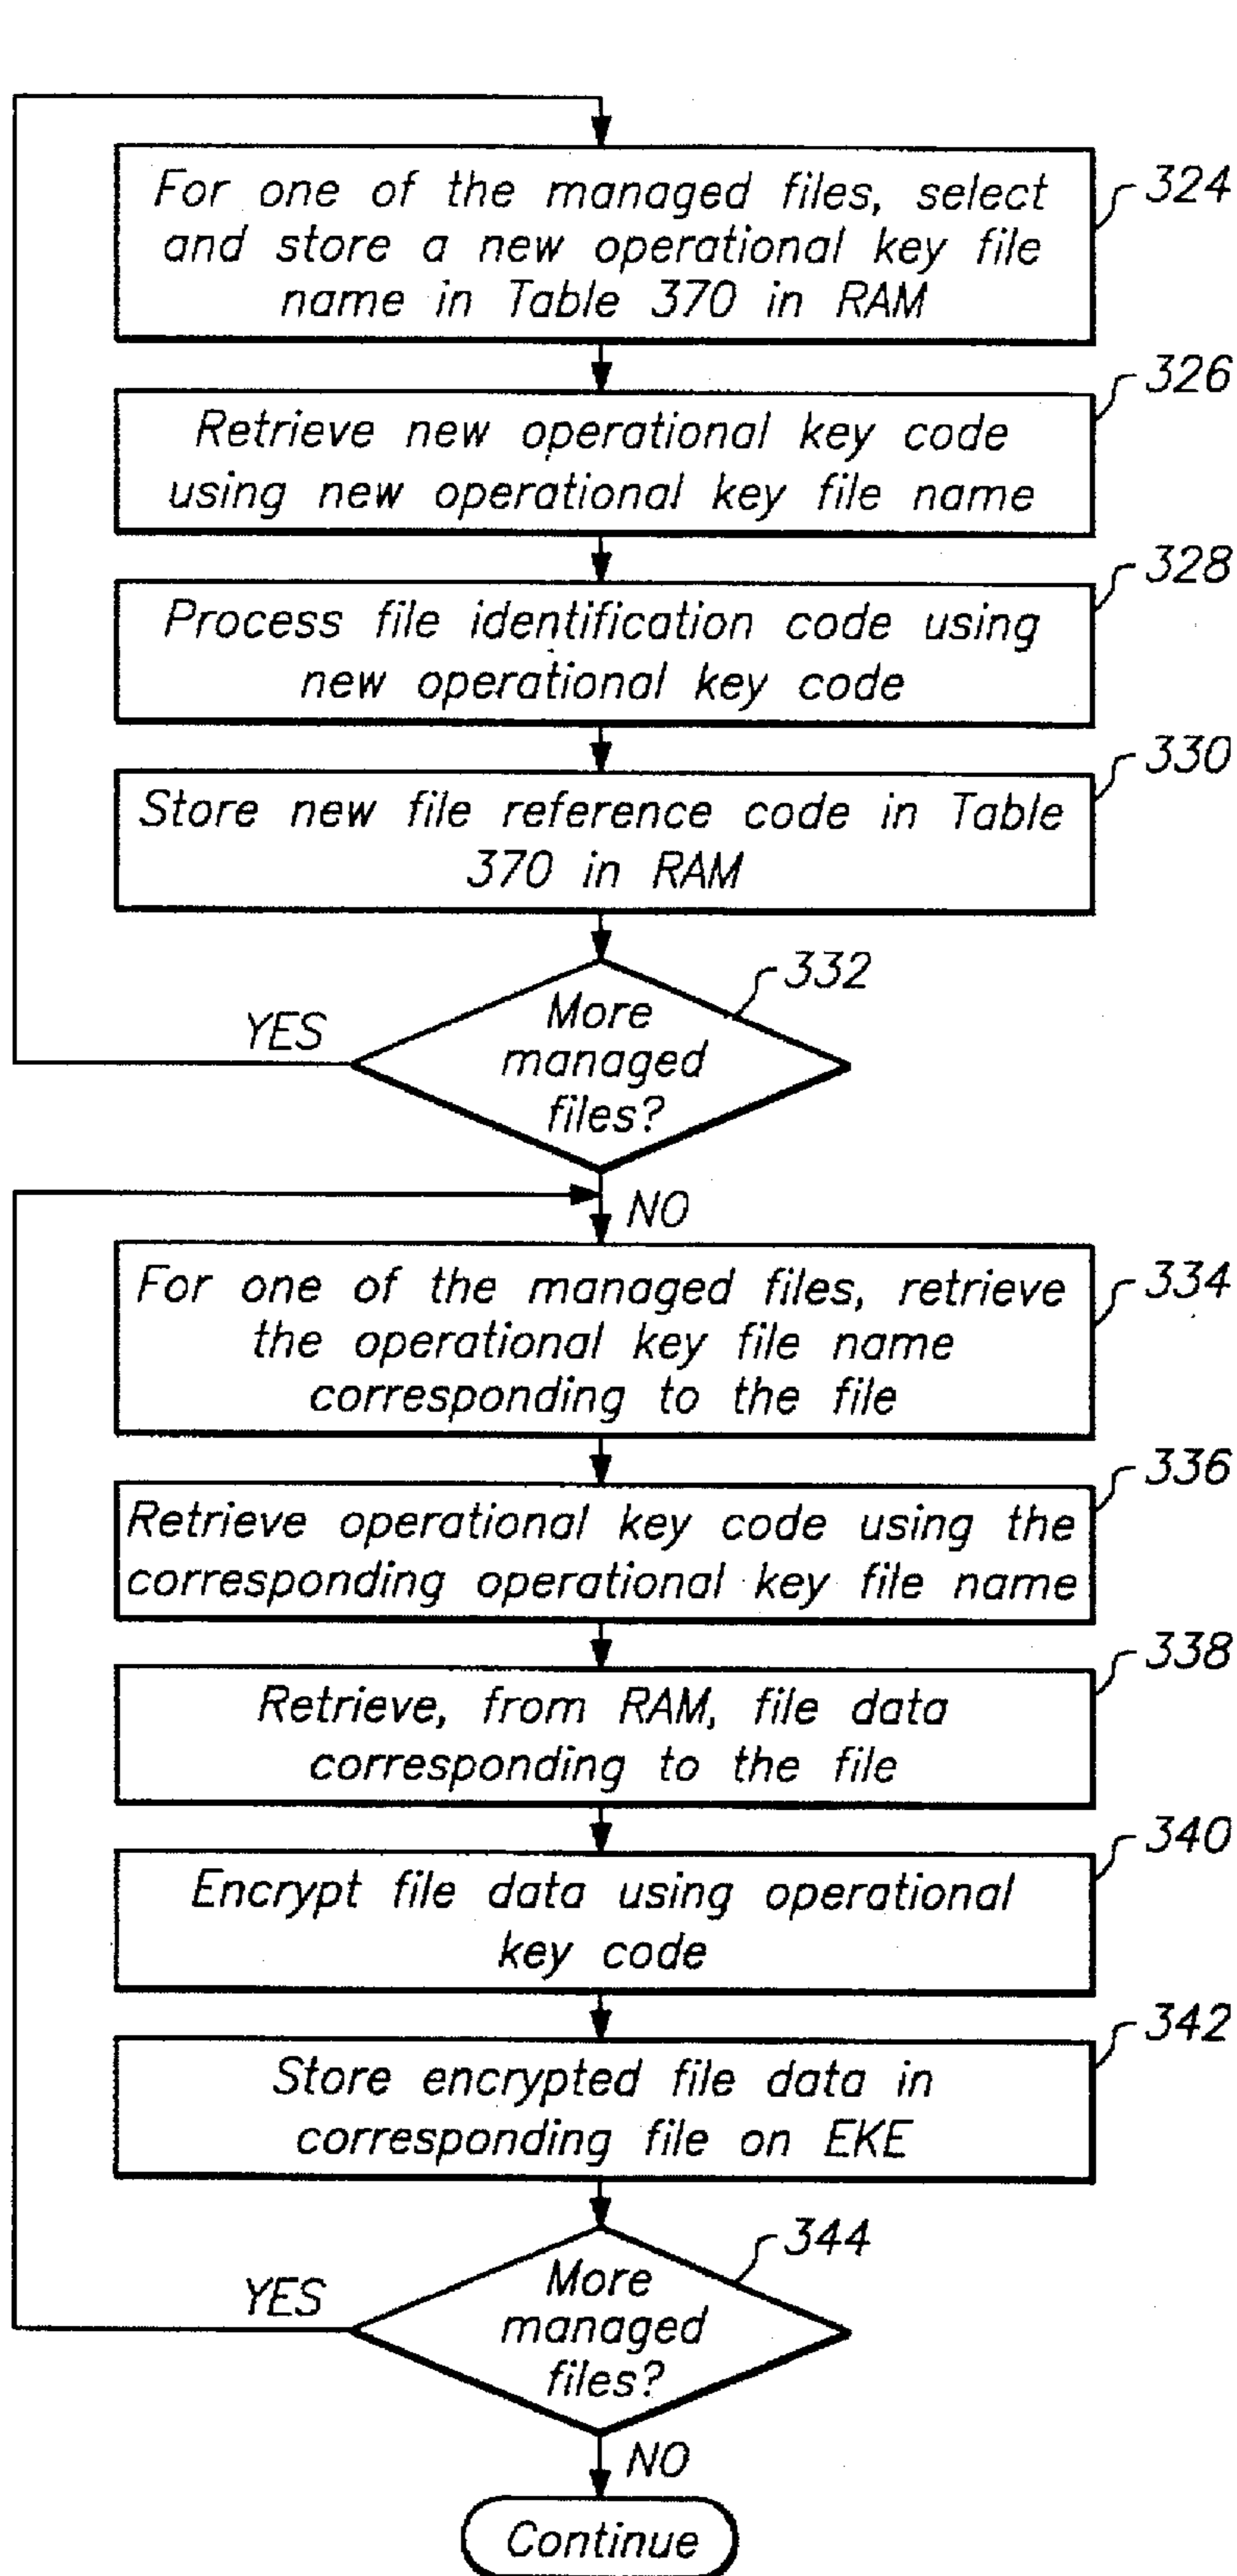 For one of the managed files, select
and store a new operational key file
name in Table 370 in RAM
324
Retrieve new operational key code
using new operational key file name
326
Process file identification code using
new operational key code
328
Store new file reference code in Table
370 in RAM
330
More
managed
files?
332
YES
NO
For one of the managed files, retrieve
the operational key file name
corresponding to the file
334
Retrieve operational key code using the
corresponding operational key file name
336
Retrieve, from RAM, file data
corresponding to the file
338
Encrypt file data using operational
key code
340
Store encrypted file data in
corresponding file on EKE
342
More
managed
files?
344
YES
NO
Continue